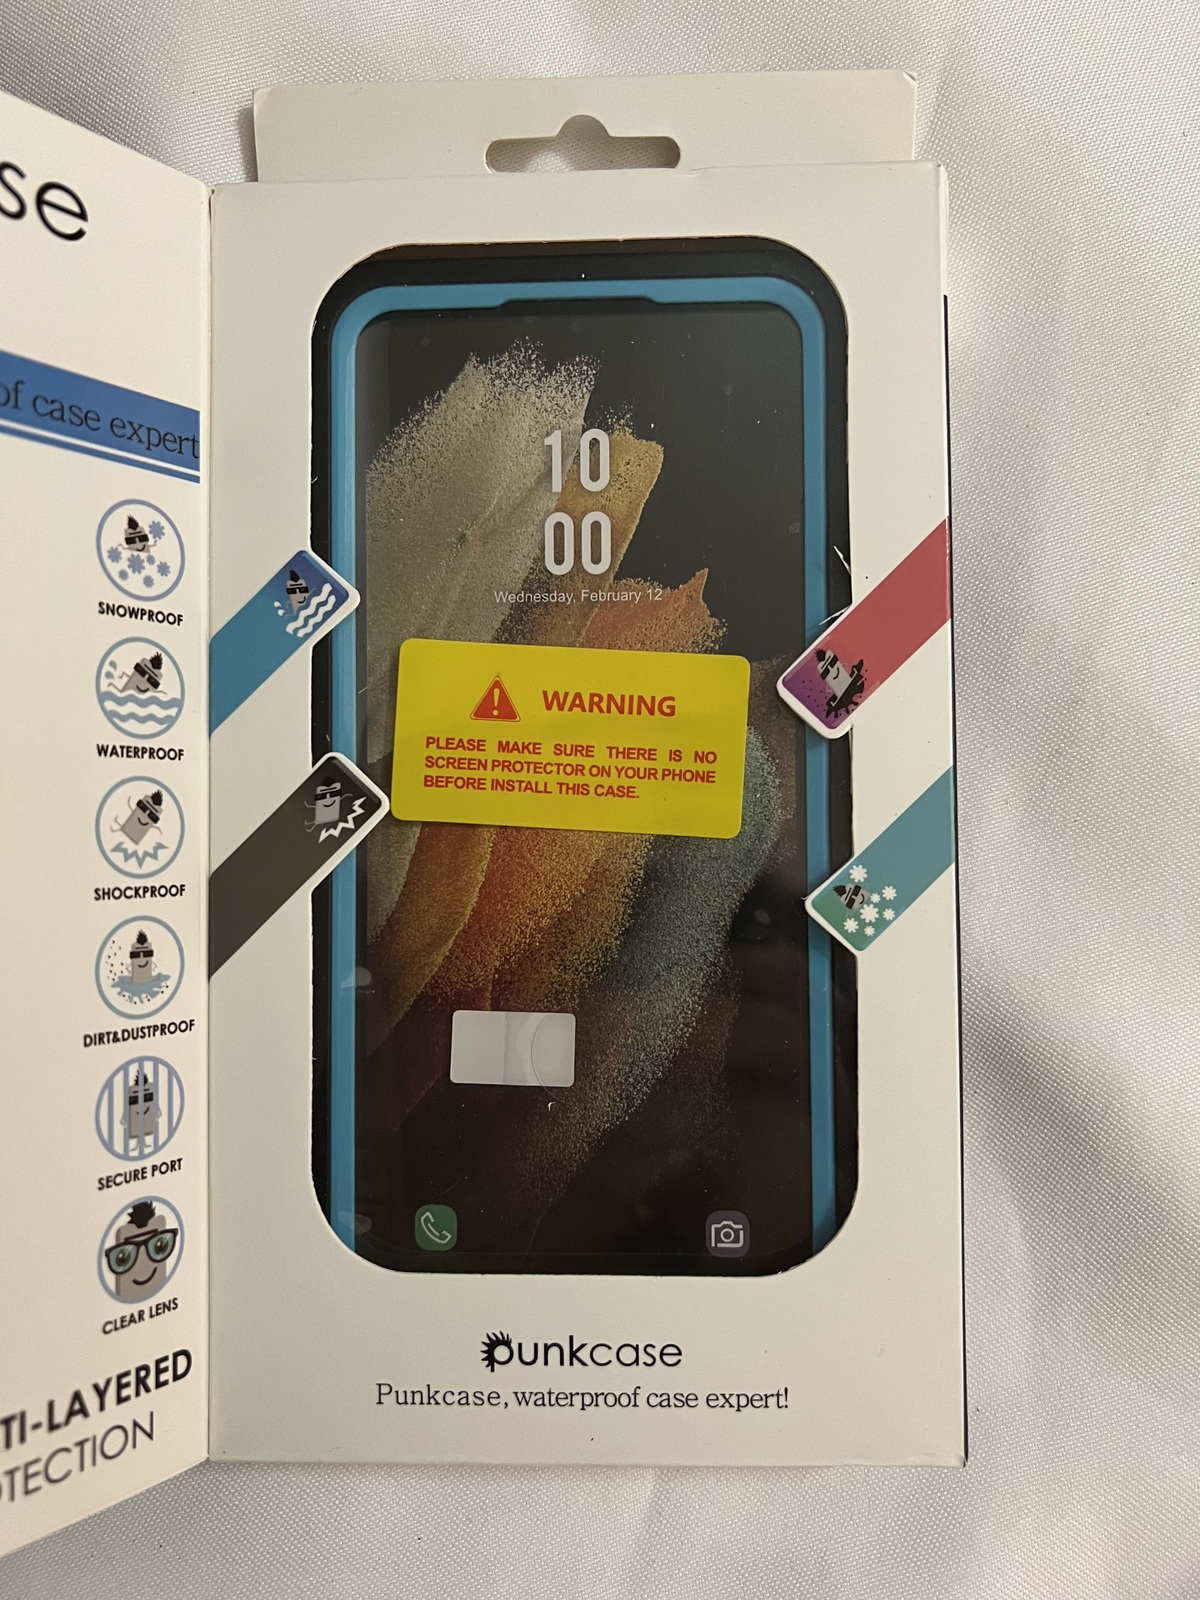 se
of case expert
SNOWPROOF
WATERPROOF
SHOCKPROOF
DIRT&DUSTPROOF
SECURE PORT
CLEAR LENS
TI-LAYERED
OTECTION
10
00
Wednesday, February 12
WARNING
PLEASE MAKE SURE THERE IS NO
SCREEN PROTECTOR ON YOUR PHONE
BEFORE INSTALL THIS CASE.
punkcase
Punkcase, waterproof case expert!